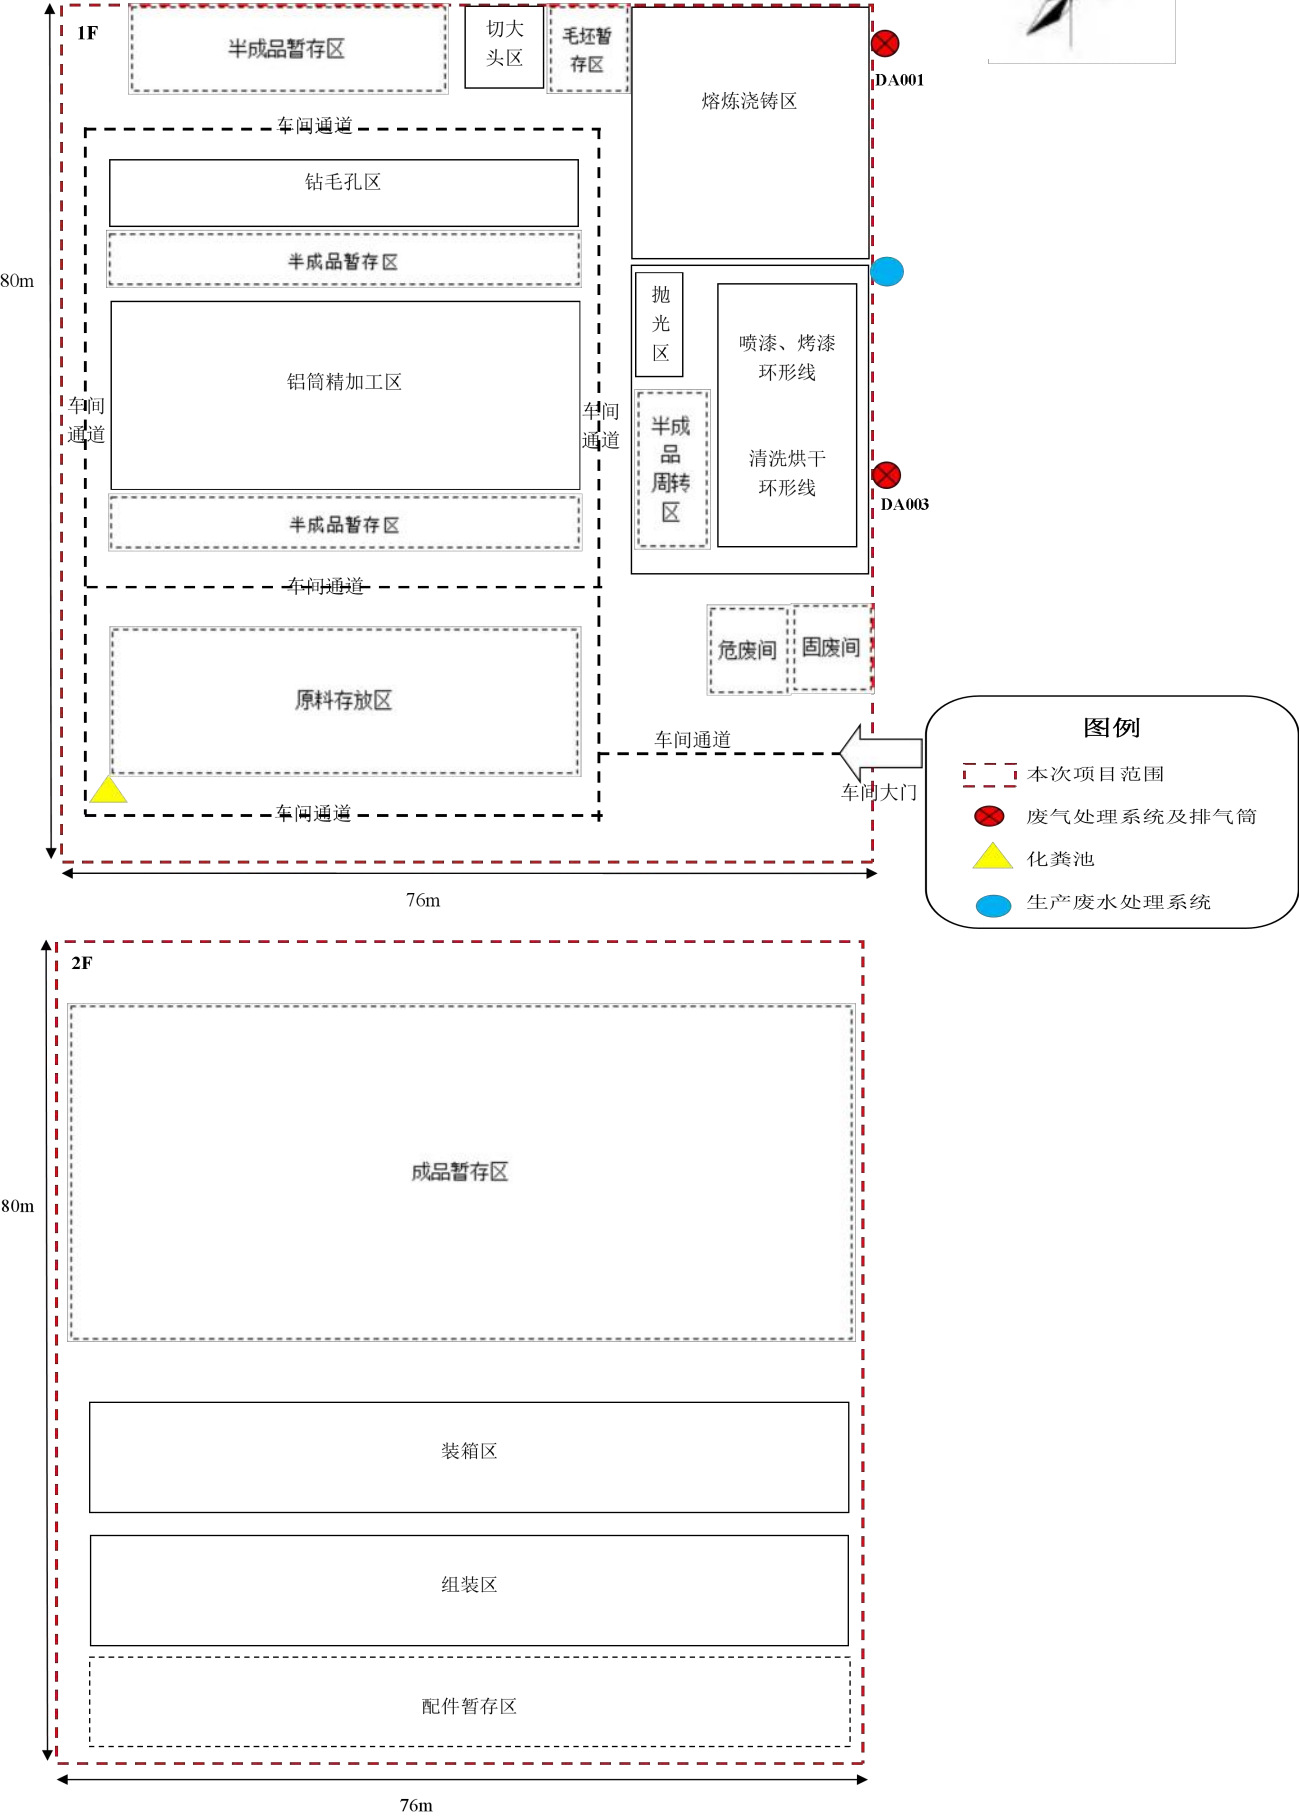 1F
半成品暂存区
切大
头区
毛坯暂
存区
熔炼浇铸区
DA001
车间通道
钻毛孔区
半成品暂存区
80m
抛
光
区
喷漆、烤漆
环形线
铝筒精加工区
车间
通道
车间
通道
半成
品
周转
区
清洗烘干
环形线
DA003
半成品暂存区
车间通道
危废间
固废间
原料存放区
车间通道
车间大门
车间通道
76m
图例
本次项目范围
废气处理系统及排气筒
化粪池
生产废水处理系统
2F
成品暂存区
80m
装箱区
组装区
配件暂存区
76m